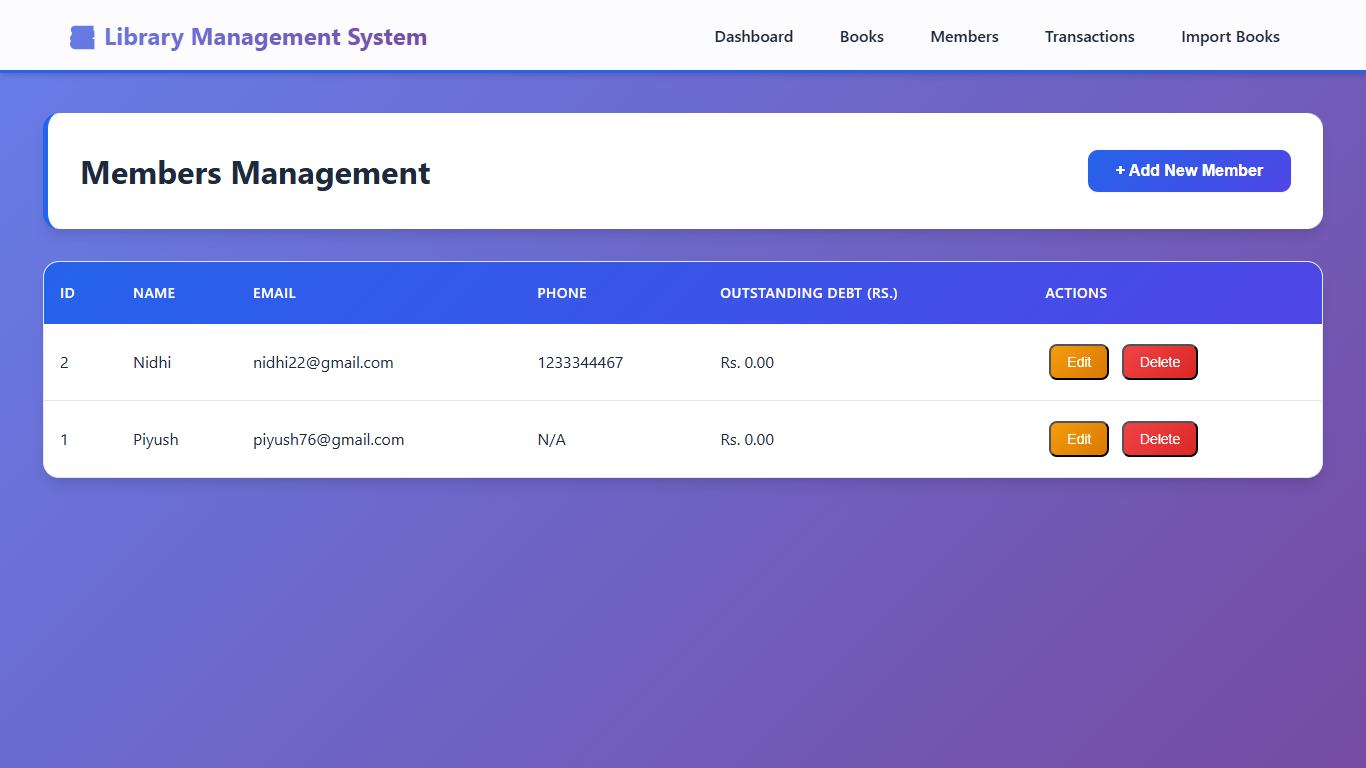 Library Management System Dashboard Books Members Transactions Import Books
Members Management + Add New Member
ID NAME EMAIL PHONE OUTSTANDING DEBT (RS.) ACTIONS
2 Nidhi nidhi22@gmail.com 1233344467 Rs. 0.00 Edit Delete
1 Piyush piyush76@gmail.com N/A Rs. 0.00 Edit Delete